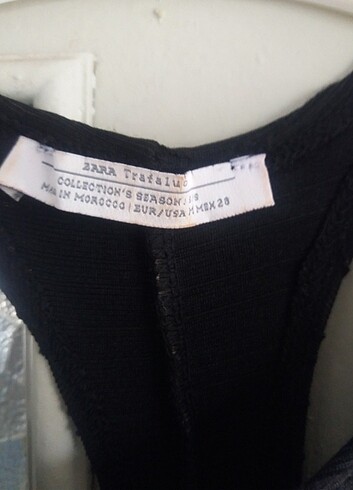 ZARA Trafaluc
COLLECTION'S SEASON
MADE IN MOROCCO | EUR/USA M MEX 28